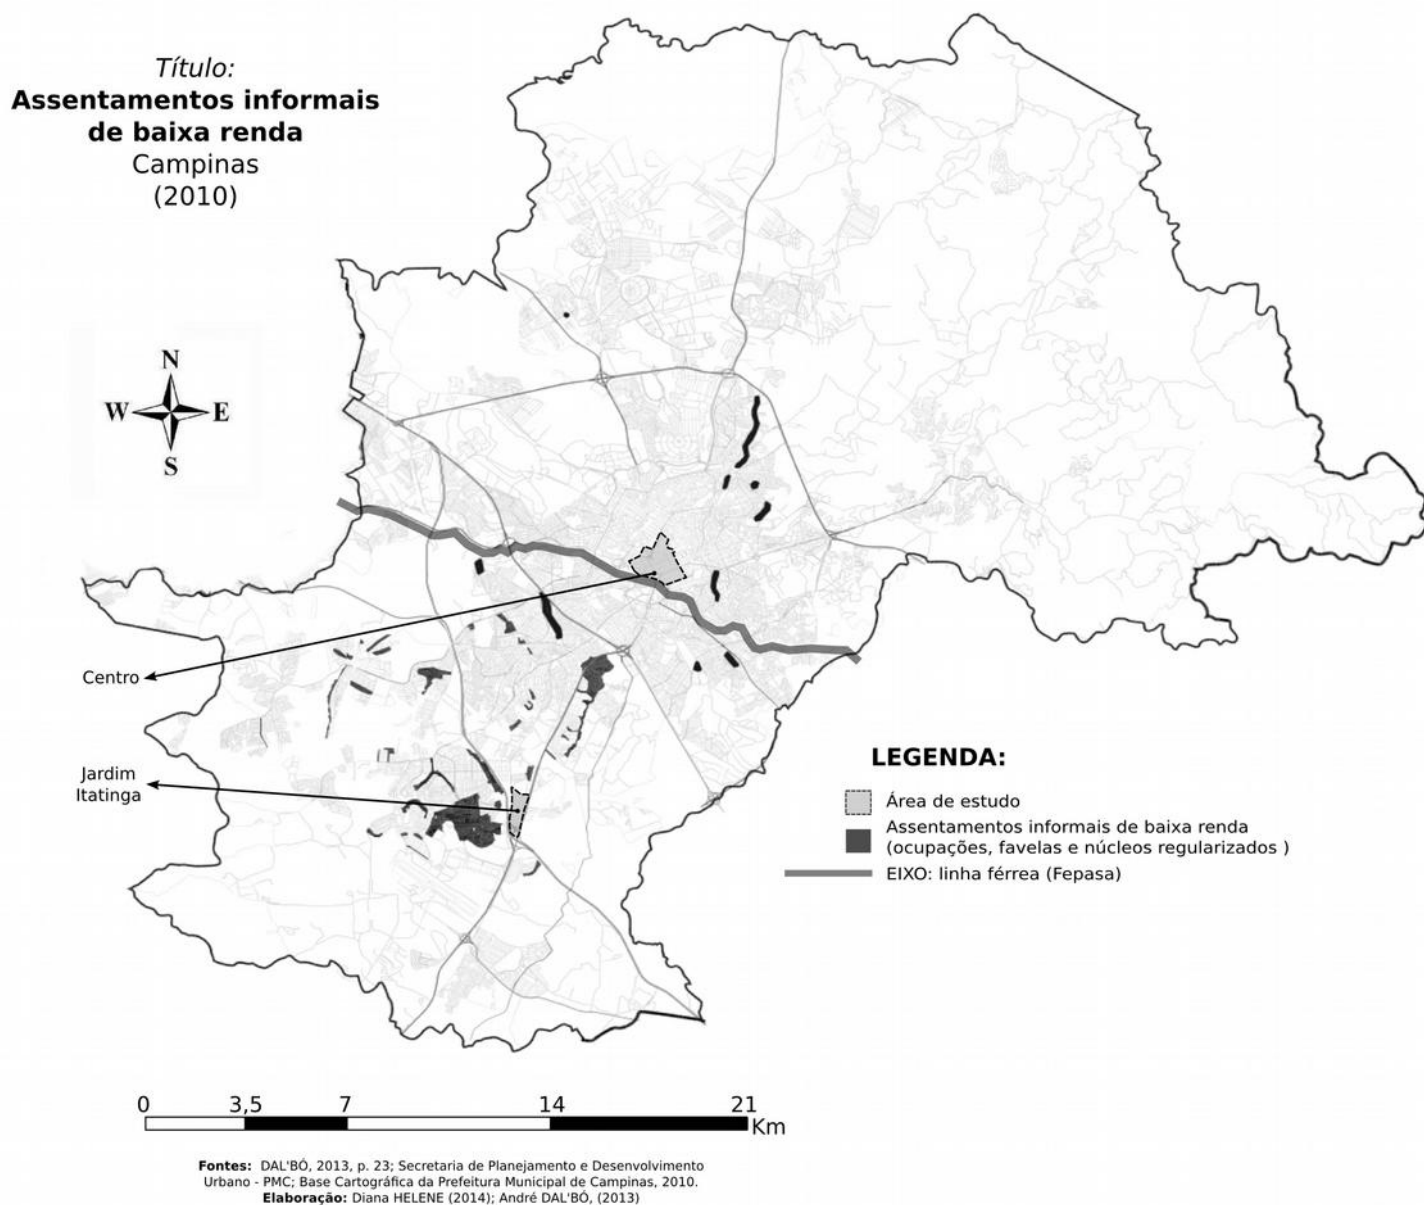 Título:
Assentamentos informais
de baixa renda
Campinas
(2010)
N
W E
S
Centro
Jardim
Itatinga
LEGENDA:
Área de estudo
Assentamentos informais de baixa renda
(ocupações, favelas e núcleos regularizados )
EIXO: linha férrea (Fepasa)
0 3,5 7 14 21
Km
Fontes: DAL'BÓ, 2013, p. 23; Secretaria de Planejamento e Desenvolvimento
Urbano - PMC; Base Cartográfica da Prefeitura Municipal de Campinas, 2010.
Elaboração: Diana HELENE (2014); André DAL'BÓ, (2013)